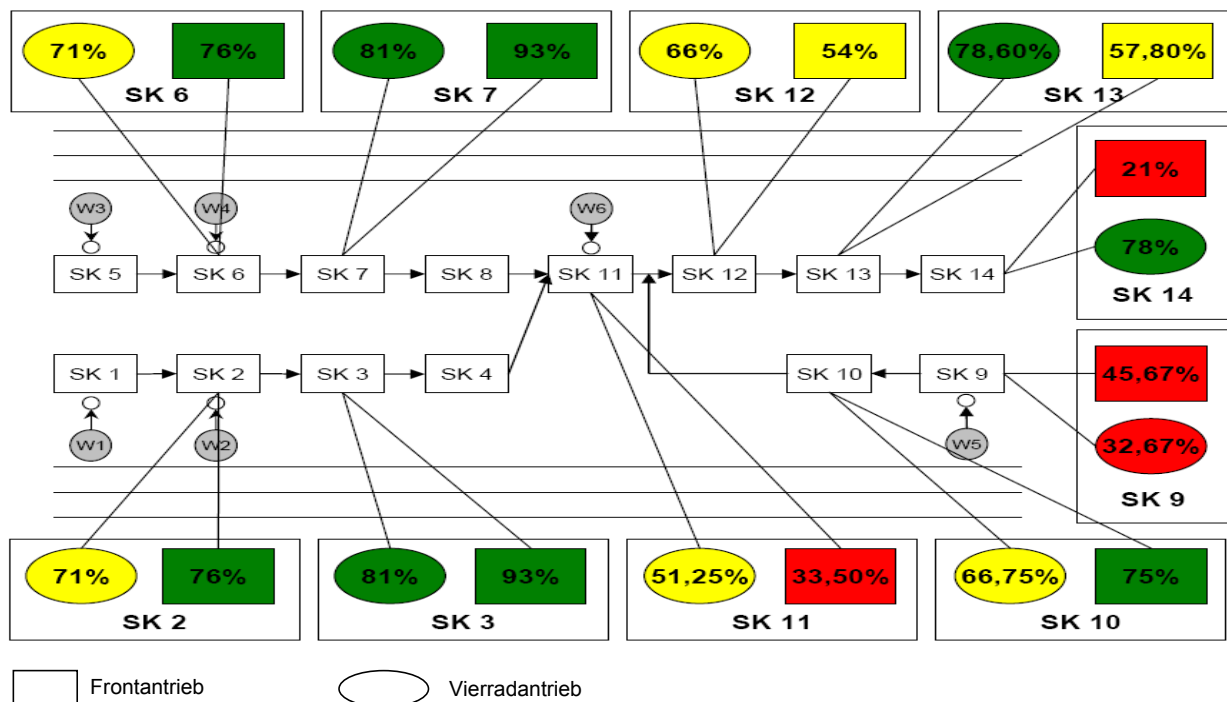 71% 76% 81% 93% 66% 54% 78,60% 57,80%
SK 6 SK 7 SK 12 SK 13
21%
78%
SK 14
W3 W4 W6
SK 5 SK 6 SK 7 SK 8 SK 11 SK 12 SK 13 SK 14
SK 1 SK 2 SK 3 SK 4 SK 10 SK 9
W1 W2 W5
45,67%
32,67%
SK 9
71% 76% 81% 93% 51,25% 33,50% 66,75% 75%
SK 2 SK 3 SK 11 SK 10
Frontantrieb Vierradantrieb